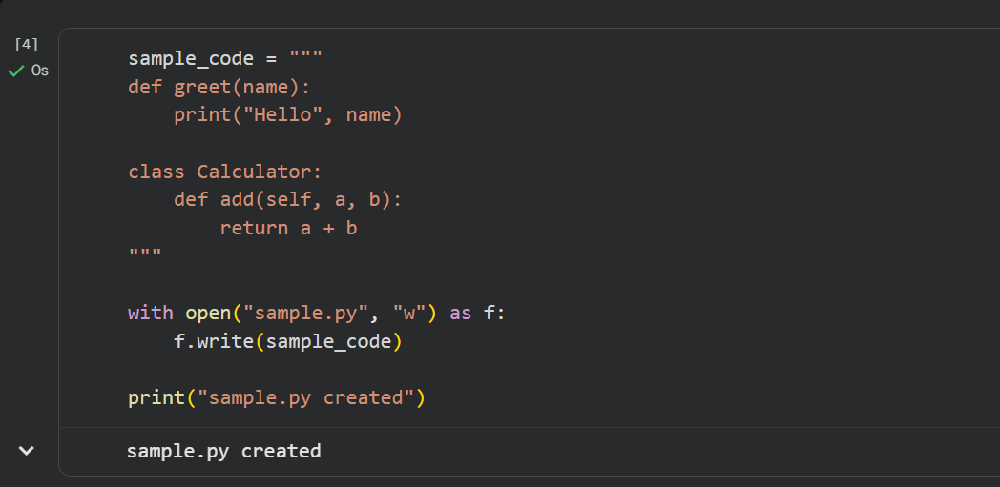 [4]
0s
sample_code = """
def greet(name):
    print("Hello", name)

class Calculator:
    def add(self, a, b):
        return a + b
"""

with open("sample.py", "w") as f:
    f.write(sample_code)

print("sample.py created")
sample.py created